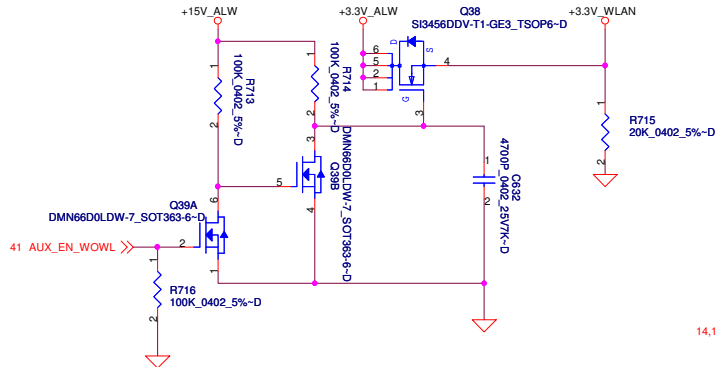 +15V_ALW
+3.3V_ALW
Q38
SI3456DDV-T1-GE3_TSOP6~D
+3.3V_WLAN
1
R713
100K_0402_5%~D
2
1
R714
100K_0402_5%~D
2
6
5
2
1
D
S
G
4
3
1
R715
20K_0402_5%~D
2
3
Q39B
DMN66D0LDW-7_SOT363-6~D
5
4
1
C632
4700P_0402_25V7K~D
2
Q39A
DMN66D0LDW-7_SOT363-6~D
6
41 AUX_EN_WOWL
2
1
1
R716
100K_0402_5%~D
2
14,1